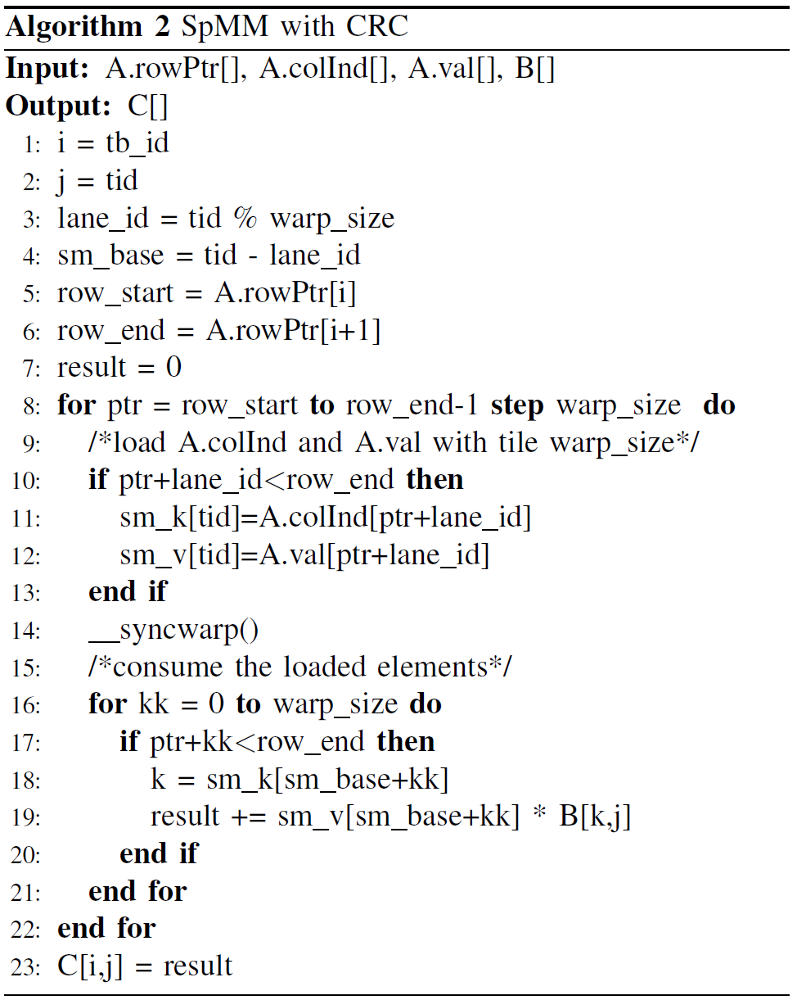 Algorithm 2 SpMM with CRC
Input: A.rowPtr[], A.colInd[], A.val[], B[]
Output: C[]
1: i = tb_id
2: j = tid
3: lane_id = tid % warp_size
4: sm_base = tid - lane_id
5: row_start = A.rowPtr[i]
6: row_end = A.rowPtr[i+1]
7: result = 0
8: for ptr = row_start to row_end-1 step warp_size do
9: /*load A.colInd and A.val with tile warp_size*/
10: if ptr+lane_id<row_end then
11: sm_k[tid]=A.colInd[ptr+lane_id]
12: sm_v[tid]=A.val[ptr+lane_id]
13: end if
14: __syncwarp()
15: /*consume the loaded elements*/
16: for kk = 0 to warp_size do
17: if ptr+kk<row_end then
18: k = sm_k[sm_base+kk]
19: result += sm_v[sm_base+kk] * B[k,j]
20: end if
21: end for
22: end for
23: C[i,j] = result